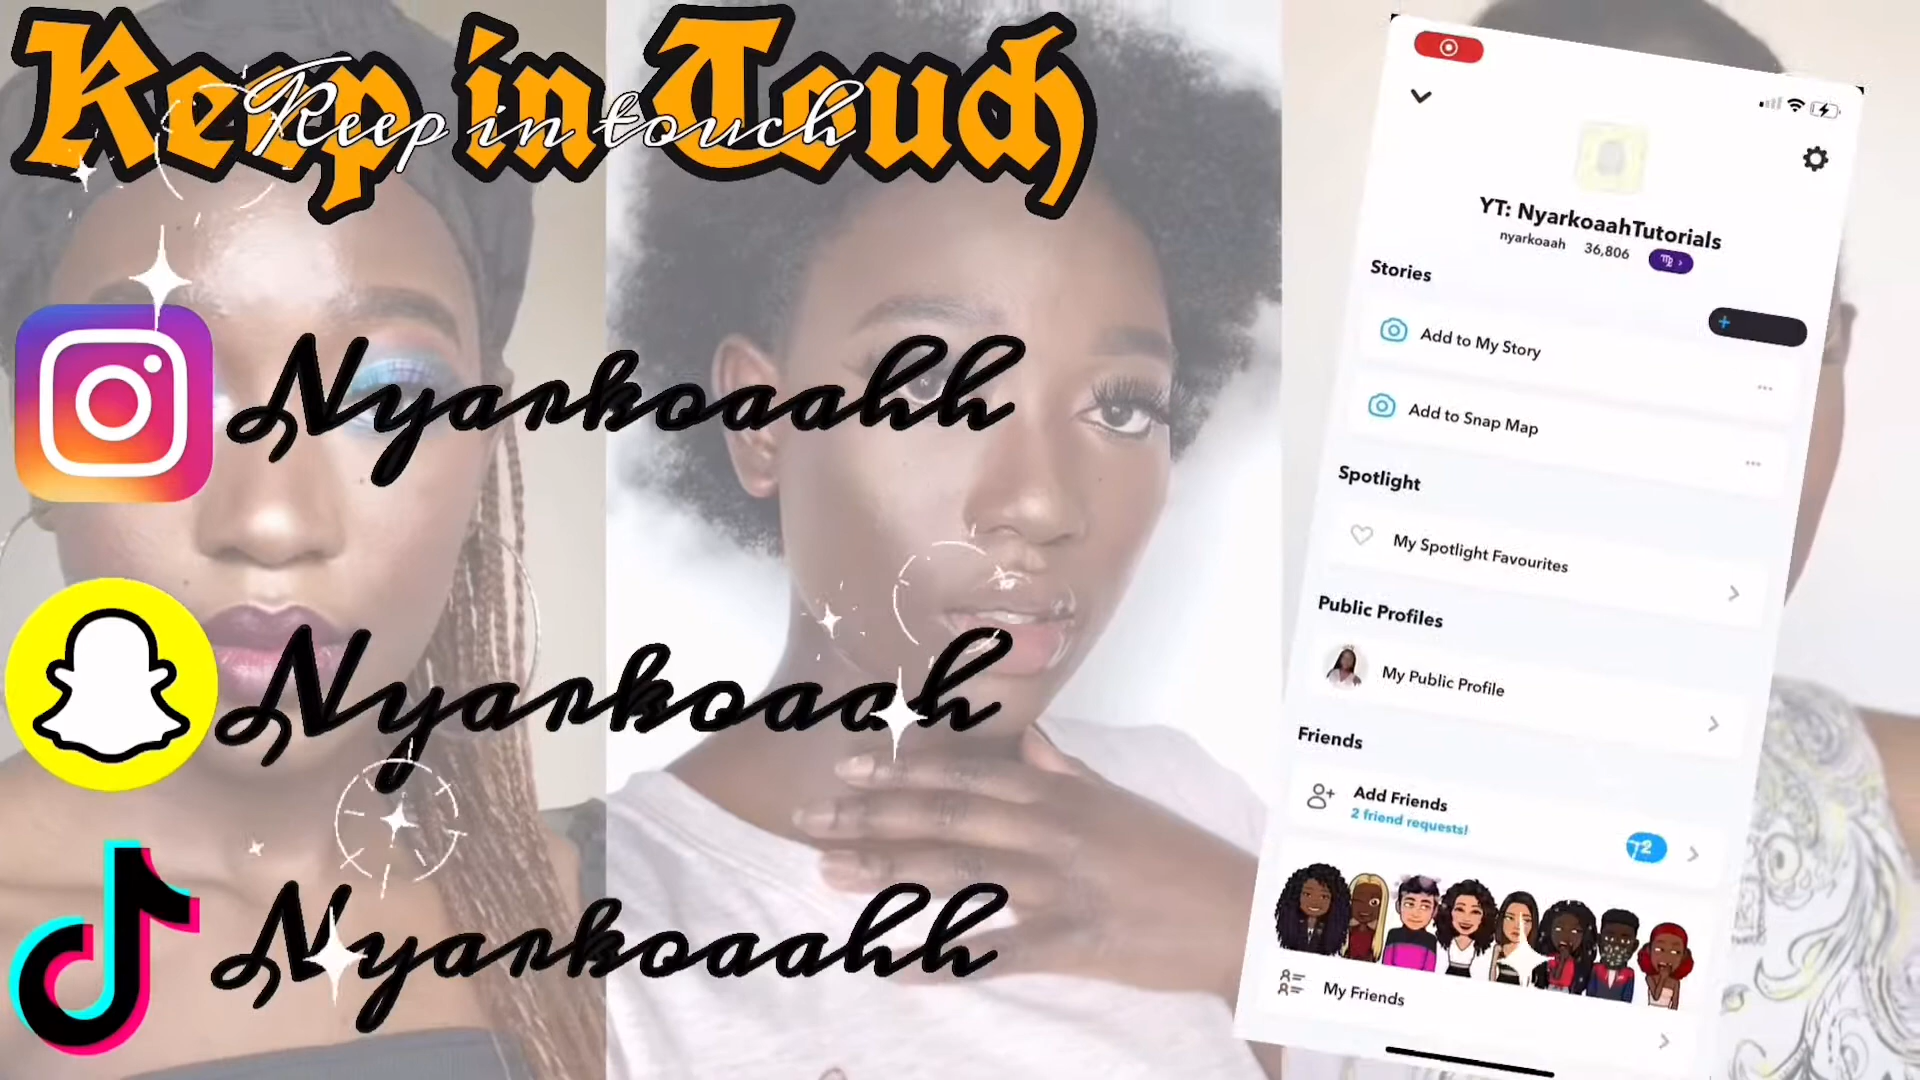 Keep in Touch
Keep in touch
Nyarkoaahh
Nyarkoaah
Nyarkoaahh
YT: NyarkoaahTutorials
nyarkoaah 36,806
Stories
Add to My Story
Add to Snap Map
Spotlight
My Spotlight Favourites
Public Profiles
My Public Profile
Friends
Add Friends
2 friend requests!
My Friends